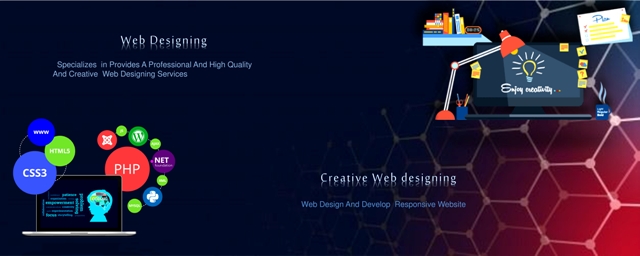 Web Designing
Specializes in Provides A Professional And High Quality
And Creative Web Designing Services
Plan
Enjoy creativity...
www
HTML5
CSS3
PHP
.NET
Creative Web designing
Web Design And Develop Responsive Website